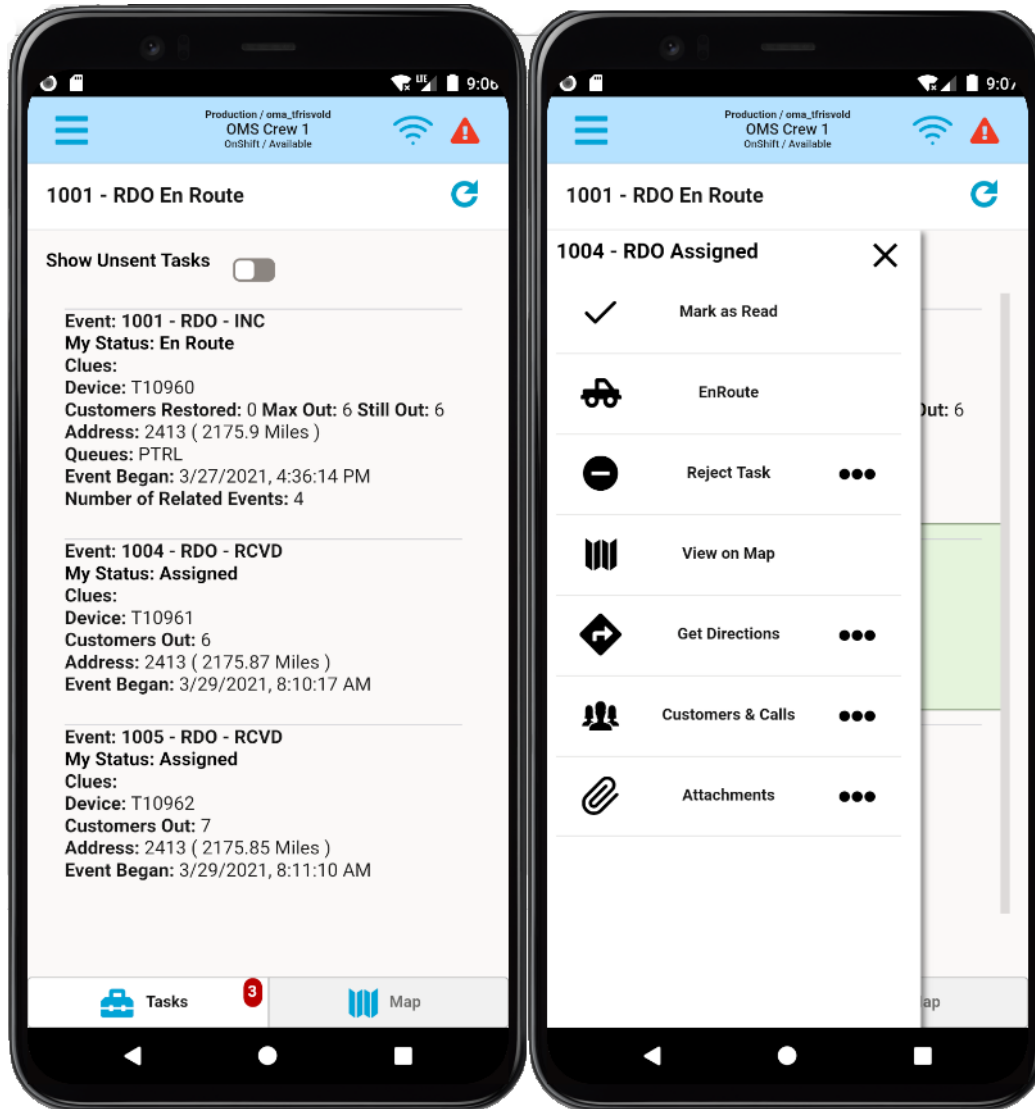 LTE 9:06
Production / oma_tfrisvold
OMS Crew 1
OnShift / Available
1001 - RDO En Route
Show Unsent Tasks
Event: 1001 - RDO - INC
My Status: En Route
Clues:
Device: T10960
Customers Restored: 0 Max Out: 6 Still Out: 6
Address: 2413 ( 2175.9 Miles )
Queues: PTRL
Event Began: 3/27/2021, 4:36:14 PM
Number of Related Events: 4
Event: 1004 - RDO - RCVD
My Status: Assigned
Clues:
Device: T10961
Customers Out: 6
Address: 2413 ( 2175.87 Miles )
Event Began: 3/29/2021, 8:10:17 AM
Event: 1005 - RDO - RCVD
My Status: Assigned
Clues:
Device: T10962
Customers Out: 7
Address: 2413 ( 2175.85 Miles )
Event Began: 3/29/2021, 8:11:10 AM
Tasks 3 Map
9:07
Production / oma_tfrisvold
OMS Crew 1
OnShift / Available
1001 - RDO En Route
1004 - RDO Assigned
Mark as Read
EnRoute
Out: 6
Reject Task
View on Map
Get Directions
Customers & Calls
Attachments
ap